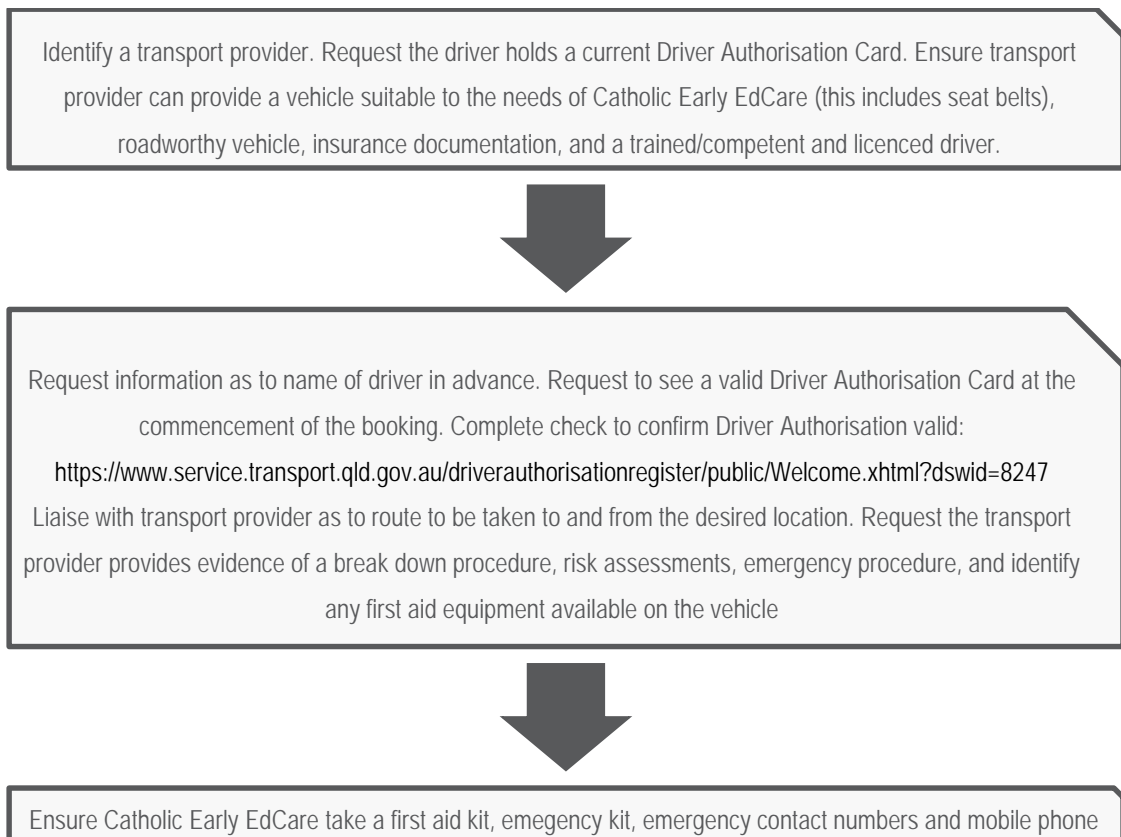 Identify a transport provider. Request the driver holds a current Driver Authorisation Card. Ensure transport
provider can provide a vehicle suitable to the needs of Catholic Early EdCare (this includes seat belts),
roadworthy vehicle, insurance documentation, and a trained/competent and licenced driver.
Request information as to name of driver in advance. Request to see a valid Driver Authorisation Card at the
commencement of the booking. Complete check to confirm Driver Authorisation valid:
https://www.service.transport.qld.gov.au/driverauthorisationregister/public/Welcome.xhtml?dswid=8247
Liaise with transport provider as to route to be taken to and from the desired location. Request the transport
provider provides evidence of a break down procedure, risk assessments, emergency procedure, and identify
any first aid equipment available on the vehicle
Ensure Catholic Early EdCare take a first aid kit, emegency kit, emergency contact numbers and mobile phone